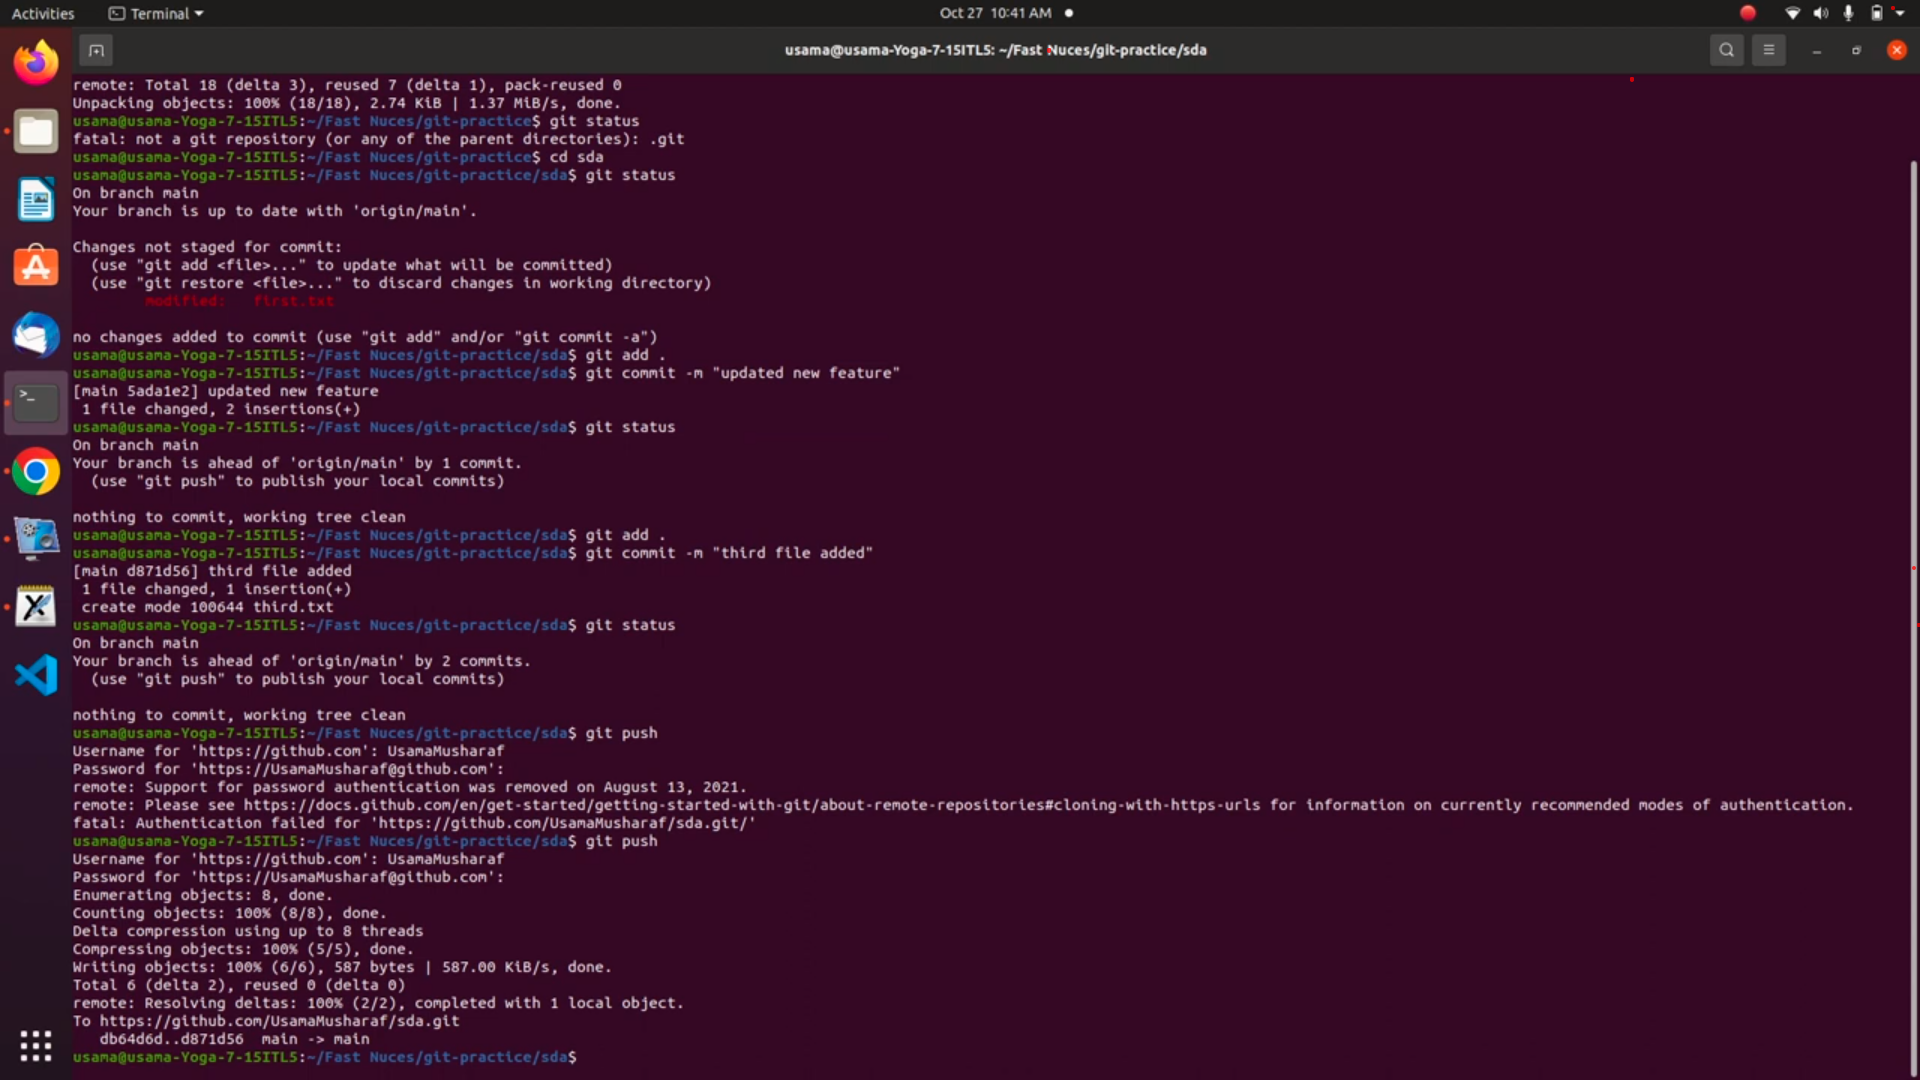 Activities
Terminal
Oct 27 10:41 AM
usama@usama-Yoga-7-15ITL5: ~/Fast Nuces/git-practice/sda
remote: Total 18 (delta 3), reused 7 (delta 1), pack-reused 0
Unpacking objects: 100% (18/18), 2.74 KiB | 1.37 MiB/s, done.
usama@usama-Yoga-7-15ITL5:~/Fast Nuces/git-practice$ git status
fatal: not a git repository (or any of the parent directories): .git
usama@usama-Yoga-7-15ITL5:~/Fast Nuces/git-practice$ cd sda
usama@usama-Yoga-7-15ITL5:~/Fast Nuces/git-practice/sda$ git status
On branch main
Your branch is up to date with 'origin/main'.
Changes not staged for commit:
(use "git add <file>..." to update what will be committed)
(use "git restore <file>..." to discard changes in working directory)
modified: first.txt
no changes added to commit (use "git add" and/or "git commit -a")
usama@usama-Yoga-7-15ITL5:~/Fast Nuces/git-practice/sda$ git add .
usama@usama-Yoga-7-15ITL5:~/Fast Nuces/git-practice/sda$ git commit -m "updated new feature"
[main 5ada1e2] updated new feature
1 file changed, 2 insertions(+)
usama@usama-Yoga-7-15ITL5:~/Fast Nuces/git-practice/sda$ git status
On branch main
Your branch is ahead of 'origin/main' by 1 commit.
(use "git push" to publish your local commits)
nothing to commit, working tree clean
usama@usama-Yoga-7-15ITL5:~/Fast Nuces/git-practice/sda$ git add .
usama@usama-Yoga-7-15ITL5:~/Fast Nuces/git-practice/sda$ git commit -m "third file added"
[main d871d56] third file added
1 file changed, 1 insertion(+)
create mode 100644 third.txt
usama@usama-Yoga-7-15ITL5:~/Fast Nuces/git-practice/sda$ git status
On branch main
Your branch is ahead of 'origin/main' by 2 commits.
(use "git push" to publish your local commits)
nothing to commit, working tree clean
usama@usama-Yoga-7-15ITL5:~/Fast Nuces/git-practice/sda$ git push
Username for 'https://github.com': UsamaMusharaf
Password for 'https://UsamaMusharaf@github.com':
remote: Support for password authentication was removed on August 13, 2021.
remote: Please see https://docs.github.com/en/get-started/getting-started-with-git/about-remote-repositories#cloning-with-https-urls for information on currently recommended modes of authentication.
fatal: Authentication failed for 'https://github.com/UsamaMusharaf/sda.git/'
usama@usama-Yoga-7-15ITL5:~/Fast Nuces/git-practice/sda$ git push
Username for 'https://github.com': UsamaMusharaf
Password for 'https://UsamaMusharaf@github.com':
Enumerating objects: 8, done.
Counting objects: 100% (8/8), done.
Delta compression using up to 8 threads
Compressing objects: 100% (5/5), done.
Writing objects: 100% (6/6), 587 bytes | 587.00 KiB/s, done.
Total 6 (delta 2), reused 0 (delta 0)
remote: Resolving deltas: 100% (2/2), completed with 1 local object.
To https://github.com/UsamaMusharaf/sda.git
db64d6d..d871d56 main -> main
usama@usama-Yoga-7-15ITL5:~/Fast Nuces/git-practice/sda$